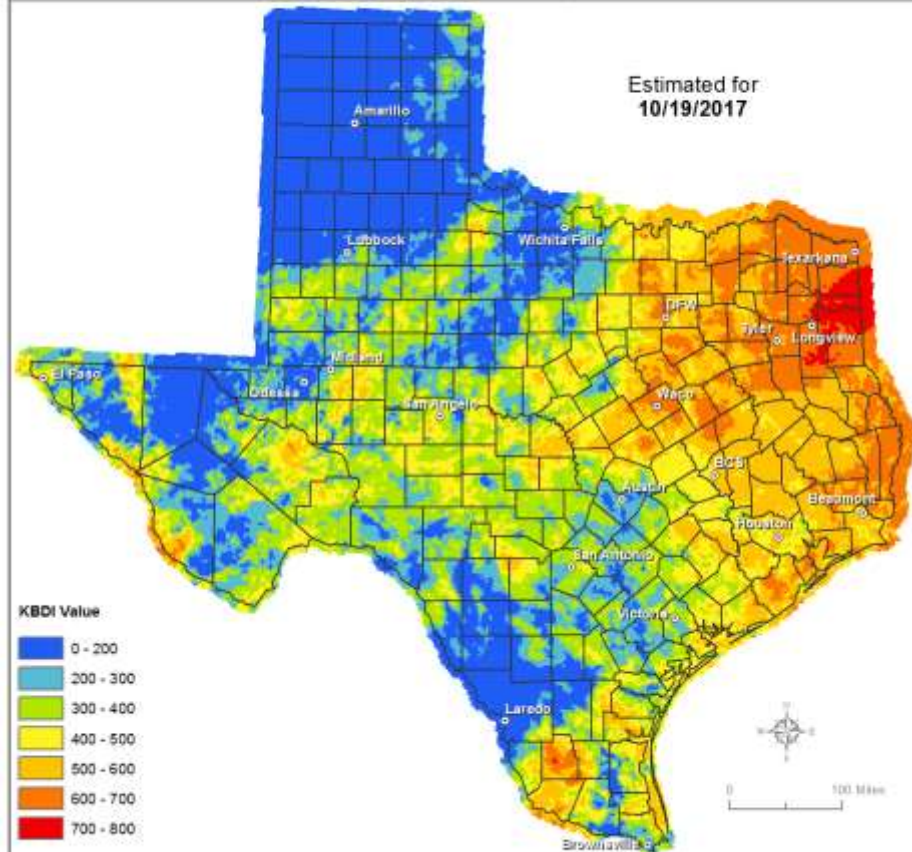 Estimated for
10/19/2017
Amarillo
Lubbock
Wichita Falls
Texarkana
DFW
Tyler
Longview
Midland
El Paso
Odessa
San Angelo
Waco
BCS
Austin
Beaumont
Houston
San Antonio
Victoria
Laredo
Brownsville
KBDI Value
0 - 200
200 - 300
300 - 400
400 - 500
500 - 600
600 - 700
700 - 800
N
W E
S
0 100 Miles